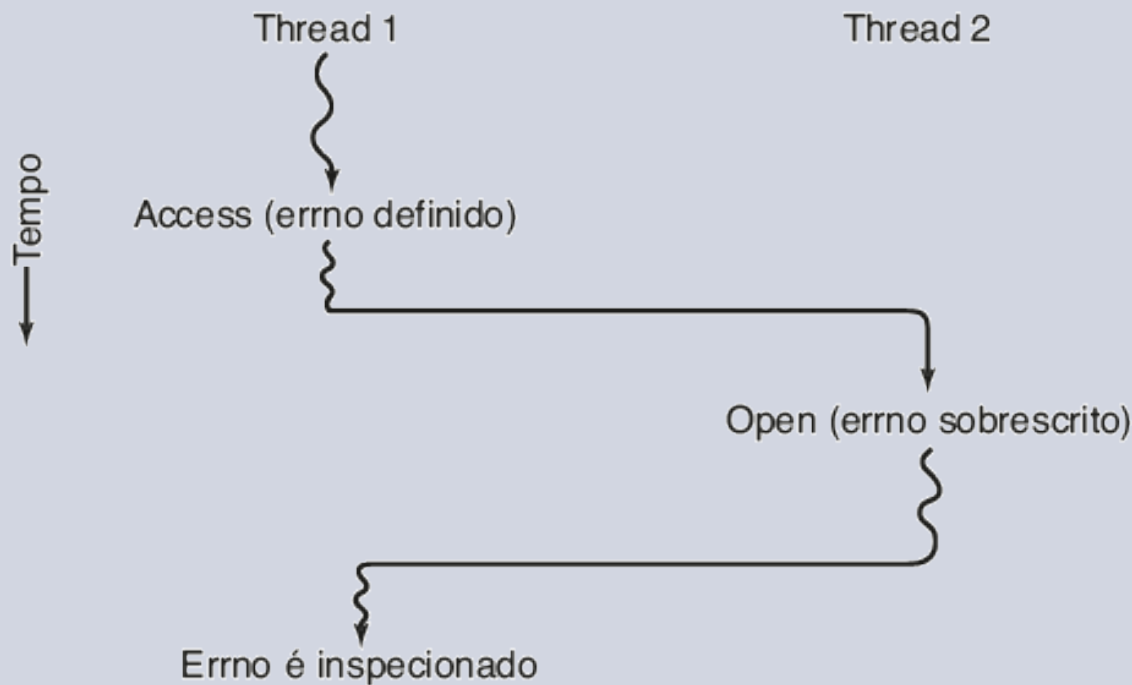 Thread 1
Thread 2
Tempo
Access (errno definido)
Open (errno sobrescrito)
Errno é inspecionado